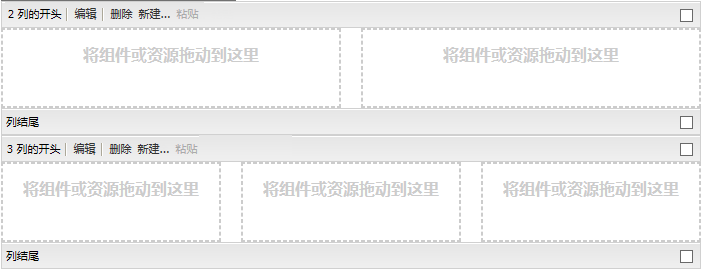 2 列的开头 编辑 删除 新建... 粘贴
将组件或资源拖动到这里 将组件或资源拖动到这里
列结尾
3 列的开头 编辑 删除 新建... 粘贴
将组件或资源拖动到这里 将组件或资源拖动到这里 将组件或资源拖动到这里
列结尾